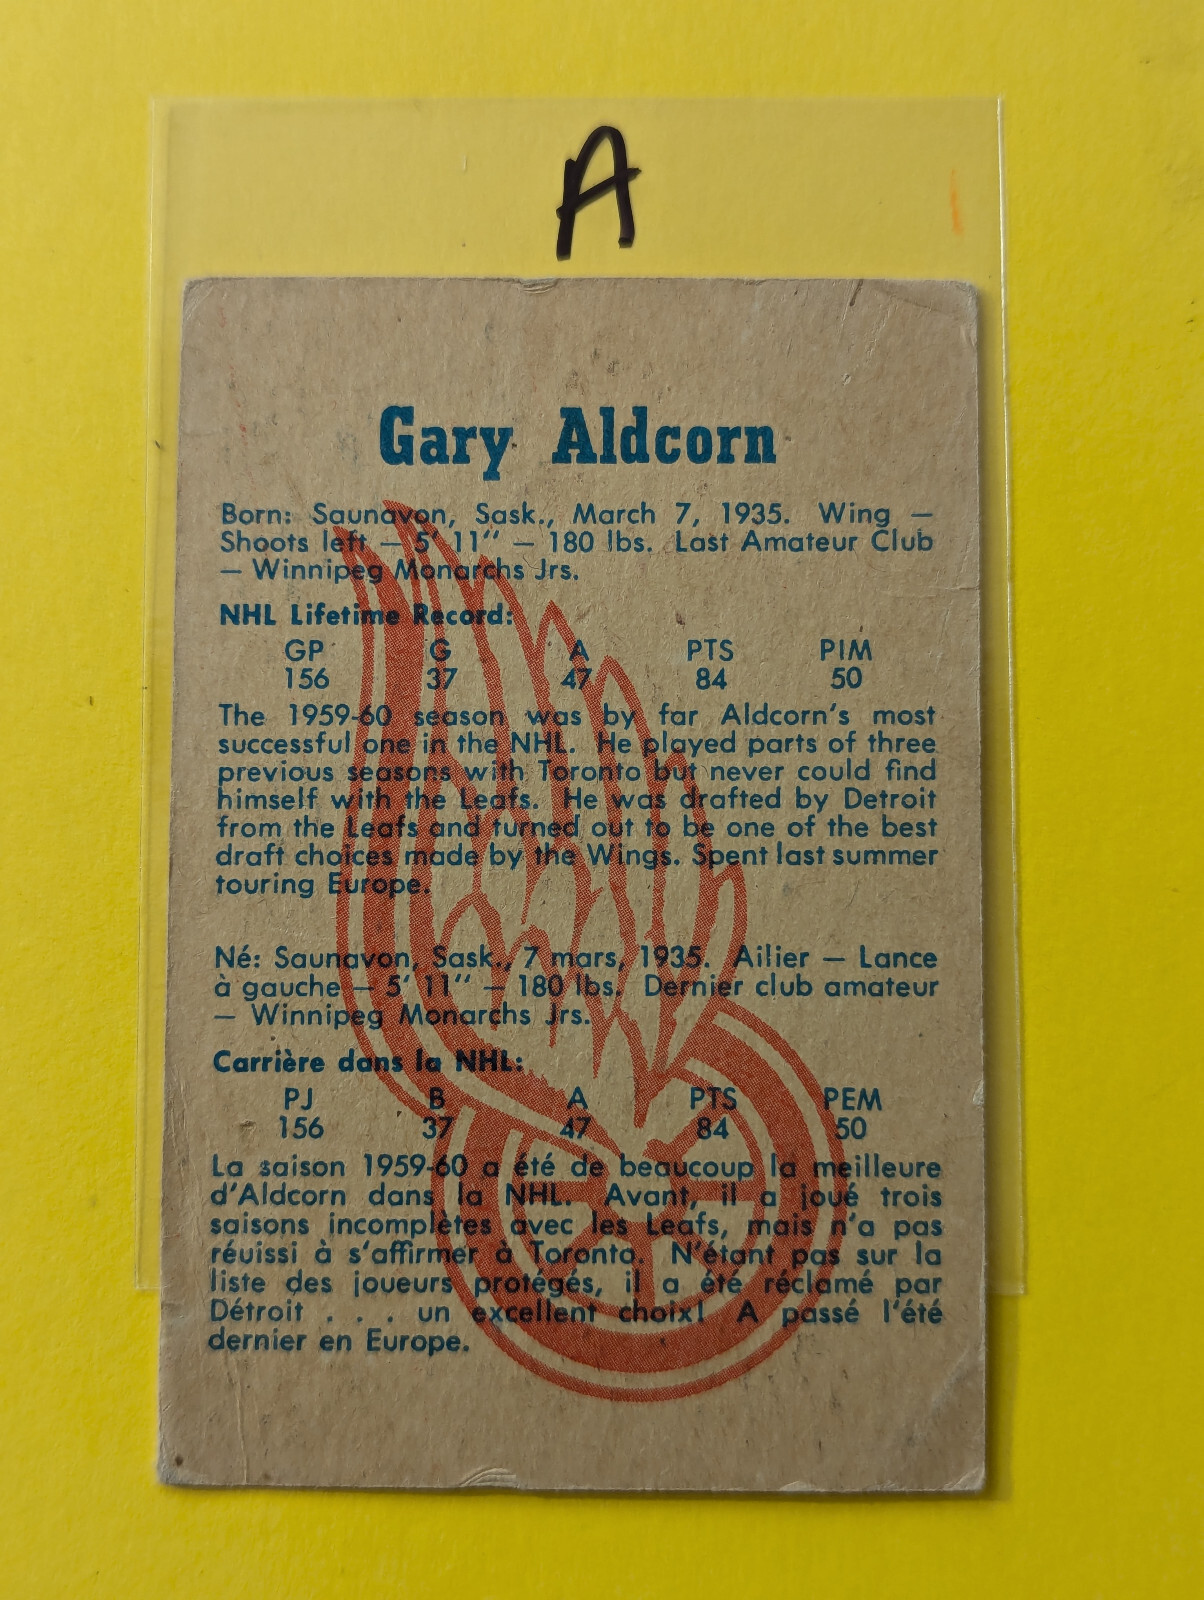 A
Gary Aldcorn
Born: Saunavon, Sask., March 7, 1935. Wing —
Shoots left — 5' 11" — 180 lbs. Last Amateur Club
— Winnipeg Monarchs Jrs.
NHL Lifetime Record:
GP G A PTS PIM
156 37 47 84 50
The 1959-60 season was by far Aldcorn's most
successful one in the NHL. He played parts of three
previous seasons with Toronto but never could find
himself with the Leafs. He was drafted by Detroit
from the Leafs and turned out to be one of the best
draft choices made by the Wings. Spent last summer
touring Europe.
Né: Saunavon, Sask., 7 mars, 1935. Ailier — Lance
à gauche — 5' 11" — 180 lbs. Dernier club amateur
— Winnipeg Monarchs Jrs.
Carrière dans la NHL:
PJ B A PTS PEM
156 37 47 84 50
La saison 1959-60 a été de beaucoup la meilleure
d'Aldcorn dans la NHL. Avant, il a joué trois
saisons incomplètes avec les Leafs, mais n'a pas
réuissi à s'affirmer à Toronto. N'étant pas sur la
liste des joueurs protégés, il a été réclamé par
Détroit . . . un excellent choix! A passé l'été
dernier en Europe.